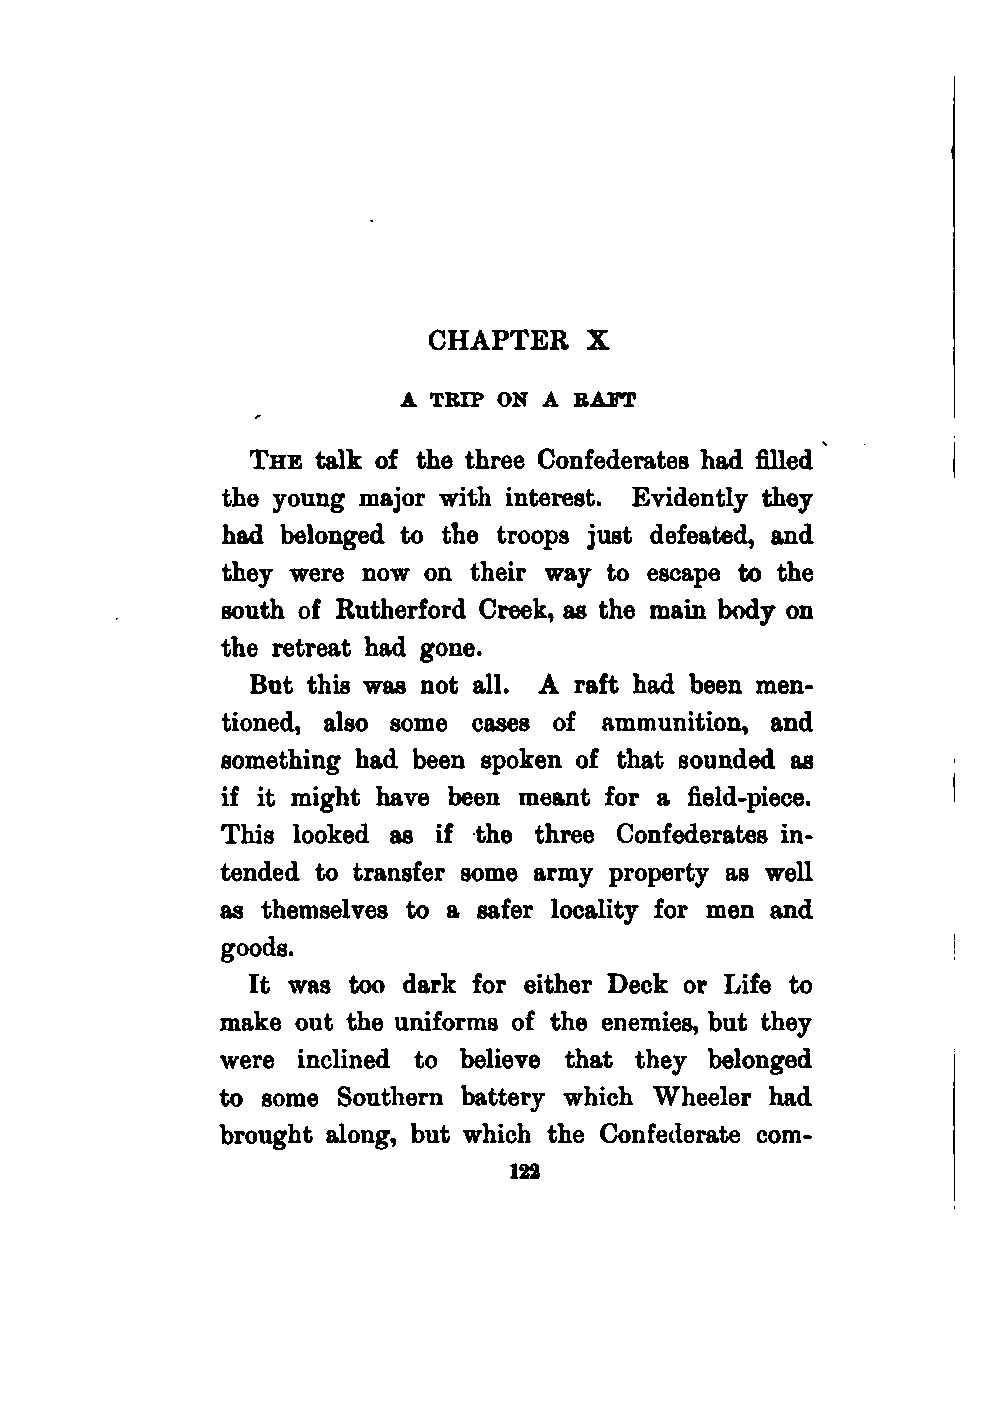 CHAPTER X
A TRIP ON A RAFT
THE talk of the three Confederates had filled
the young major with interest. Evidently they
had belonged to the troops just defeated, and
they were now on their way to escape to the
south of Rutherford Creek, as the main body on
the retreat had gone.
But this was not all. A raft had been men-
tioned, also some cases of ammunition, and
something had been spoken of that sounded as
if it might have been meant for a field-piece.
This looked as if the three Confederates in-
tended to transfer some army property as well
as themselves to a safer locality for men and
goods.
It was too dark for either Deck or Life to
make out the uniforms of the enemies, but they
were inclined to believe that they belonged
to some Southern battery which Wheeler had
brought along, but which the Confederate com-
122